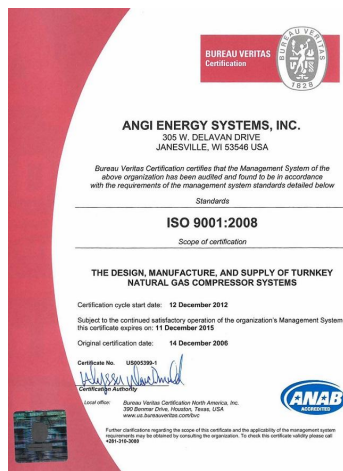 BUREAU VERITAS
Certification
BUREAU VERITAS
1828
ANGI ENERGY SYSTEMS, INC.
305 W. DELAVAN DRIVE
JANESVILLE, WI 53546 USA
Bureau Veritas Certification certifies that the Management System of the
above organization has been audited and found to be in accordance
with the requirements of the management system standards detailed below
Standards
ISO 9001:2008
Scope of certification
THE DESIGN, MANUFACTURE, AND SUPPLY OF TURNKEY
NATURAL GAS COMPRESSOR SYSTEMS
Certification cycle start date: 12 December 2012
Subject to the continued satisfactory operation of the organization's Management System
this certificate expires on: 11 December 2015
Original certification date: 14 December 2006
Certificate No. US005399-1
Certification Authority
Local office: Bureau Veritas Certification North America, Inc.
390 Benmar Drive, Houston, Texas, USA
www.us.bureauveritas.com/bvc
ANAB
ACCREDITED
Further clarifications regarding the scope of this certificate and the applicability of the management system
requirements may be obtained by consulting the organization. To check this certificate validity please call
+281-310-3080